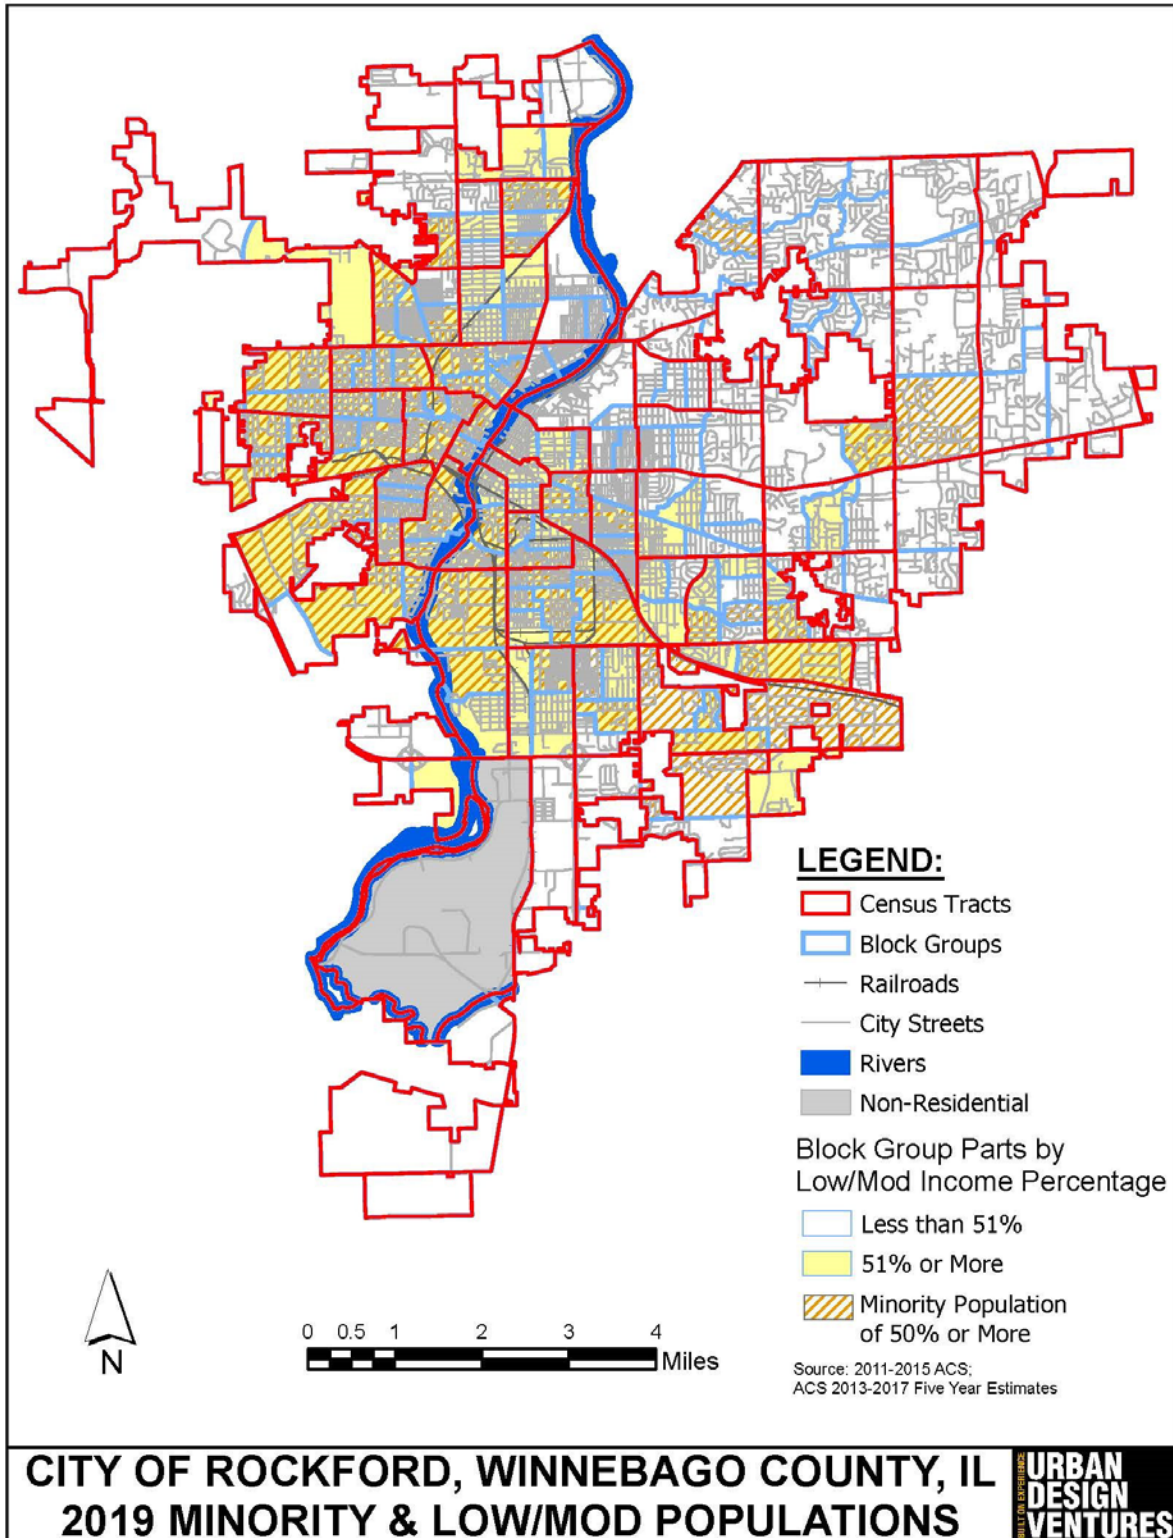 LEGEND:
Census Tracts
Block Groups
Railroads
City Streets
Rivers
Non-Residential
Block Group Parts by
Low/Mod Income Percentage
Less than 51%
51% or More
Minority Population
of 50% or More
Source: 2011-2015 ACS;
ACS 2013-2017 Five Year Estimates
N
0 0.5 1 2 3 4
Miles
CITY OF ROCKFORD, WINNEBAGO COUNTY, IL
2019 MINORITY & LOW/MOD POPULATIONS
BUILT ON EXPERIENCE
URBAN
DESIGN
VENTURES